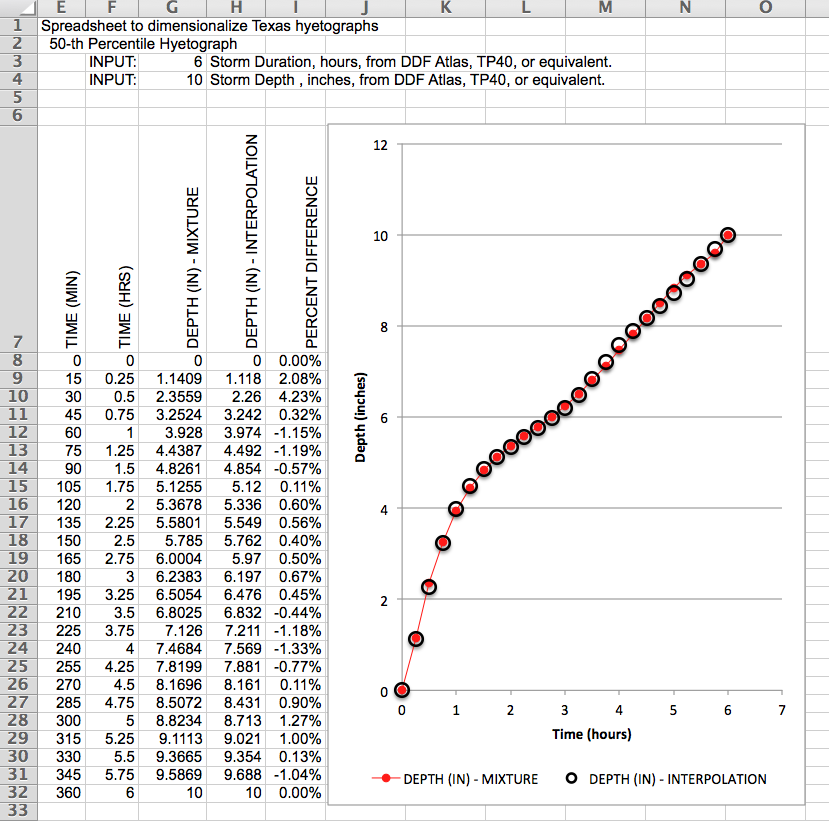 E F G H I J K L M N O
1 Spreadsheet to dimensionalize Texas hyetographs
2 50-th Percentile Hyetograph
3 INPUT: 6 Storm Duration, hours, from DDF Atlas, TP40, or equivalent.
4 INPUT: 10 Storm Depth , inches, from DDF Atlas, TP40, or equivalent.
5
6
7 TIME (MIN) TIME (HRS) DEPTH (IN) - MIXTURE DEPTH (IN) - INTERPOLATION PERCENT DIFFERENCE
8 0 0 0 0 0.00%
9 15 0.25 1.1409 1.118 2.08%
10 30 0.5 2.3559 2.26 4.23%
11 45 0.75 3.2524 3.242 0.32%
12 60 1 3.928 3.974 -1.15%
13 75 1.25 4.4387 4.492 -1.19%
14 90 1.5 4.8261 4.854 -0.57%
15 105 1.75 5.1255 5.12 0.11%
16 120 2 5.3678 5.336 0.60%
17 135 2.25 5.5801 5.549 0.56%
18 150 2.5 5.785 5.762 0.40%
19 165 2.75 6.0004 5.97 0.50%
20 180 3 6.2383 6.197 0.67%
21 195 3.25 6.5054 6.476 0.45%
22 210 3.5 6.8025 6.832 -0.44%
23 225 3.75 7.126 7.211 -1.18%
24 240 4 7.4684 7.569 -1.33%
25 255 4.25 7.8199 7.881 -0.77%
26 270 4.5 8.1696 8.161 0.11%
27 285 4.75 8.5072 8.431 0.90%
28 300 5 8.8234 8.713 1.27%
29 315 5.25 9.1113 9.021 1.00%
30 330 5.5 9.3665 9.354 0.13%
31 345 5.75 9.5869 9.688 -1.04%
32 360 6 10 10 0.00%
33
12
10
8
6
4
2
0
Depth (inches)
0 1 2 3 4 5 6 7
Time (hours)
DEPTH (IN) - MIXTURE DEPTH (IN) - INTERPOLATION